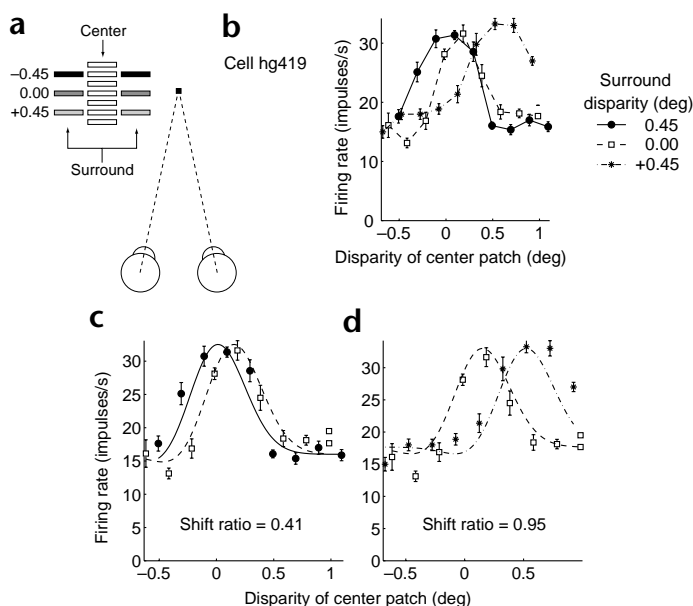 a
Center
−0.45
0.00
+0.45
Surround
b
Cell hg419
Firing rate (impulses/s)
30
20
10
0
−0.5
0
0.5
1
Disparity of center patch (deg)
Surround
disparity (deg)
0.45
0.00
+0.45
c
Firing rate (impulses/s)
30
25
20
15
10
5
0
Shift ratio = 0.41
−0.5
0
0.5
1
d
30
25
20
15
10
5
0
Shift ratio = 0.95
−0.5
0
0.5
Disparity of center patch (deg)